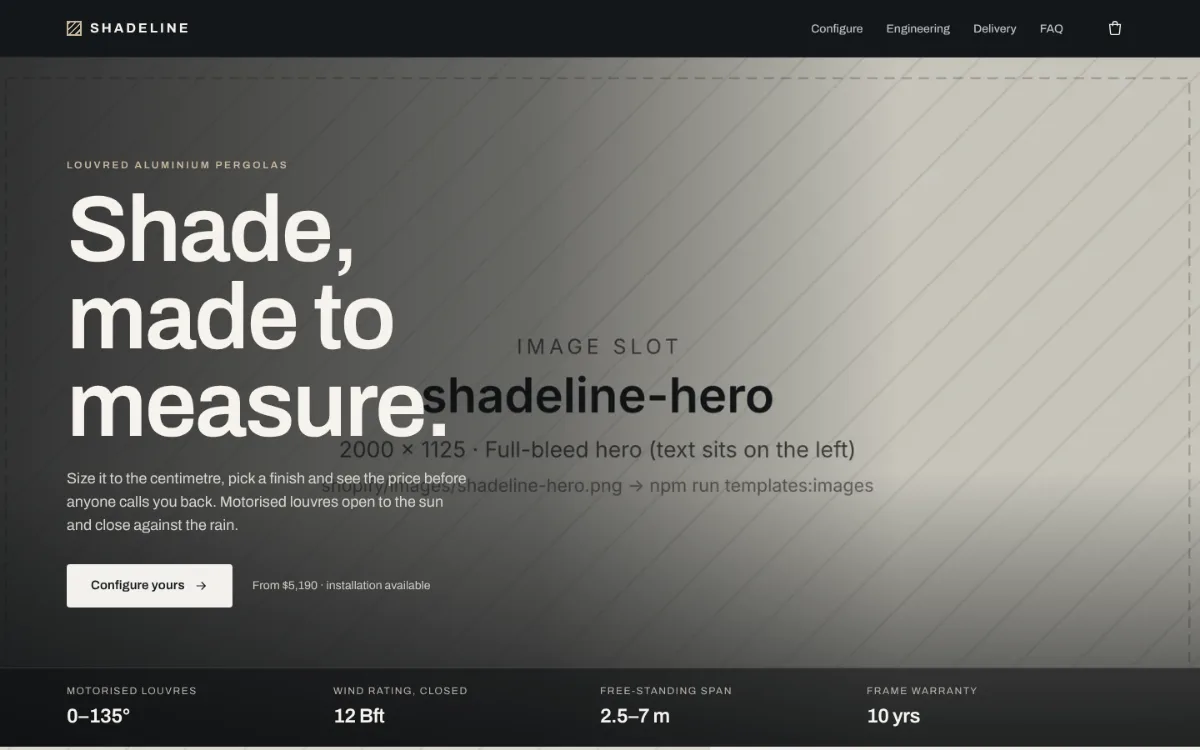 SHADELINE
Configure
Engineering
Delivery
FAQ
LOUVRED ALUMINIUM PERGOLAS
Shade,
made to
measure.
IMAGE SLOT
shadeline-hero
2000 × 1125 · Full-bleed hero (text sits on the left)
shopify/images/shadeline-hero.png → npm run templates:images
Size it to the centimetre, pick a finish and see the price before
anyone calls you back. Motorised louvres open to the sun
and close against the rain.
Configure yours →
From $5,190 · installation available
MOTORISED LOUVRES
0–135°
WIND RATING, CLOSED
12 Bft
FREE-STANDING SPAN
2.5–7 m
FRAME WARRANTY
10 yrs